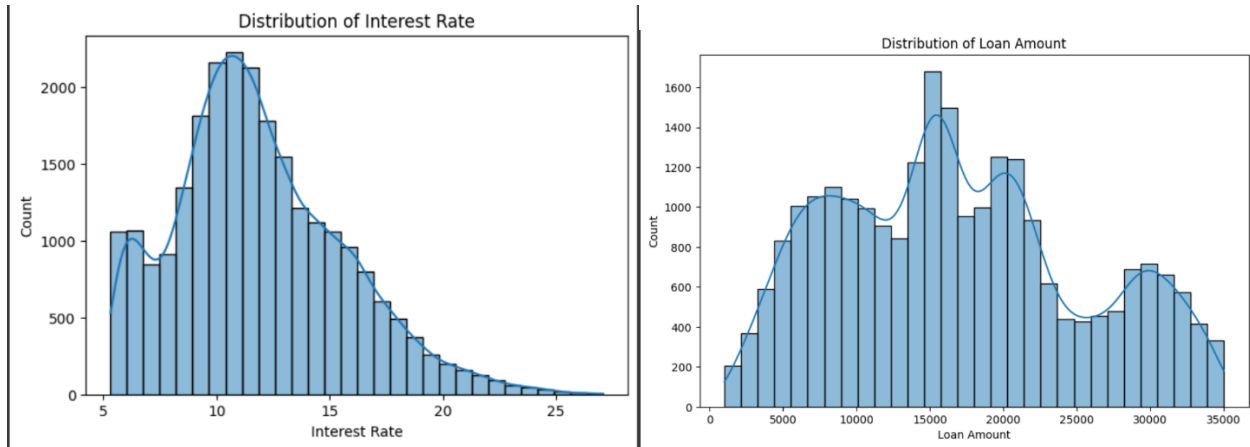 Distribution of Interest Rate
2000
1500
1000
500
0
Count
5 10 15 20 25
Interest Rate
Distribution of Loan Amount
1600
1400
1200
1000
800
600
400
200
0
Count
0 5000 10000 15000 20000 25000 30000 35000
Loan Amount